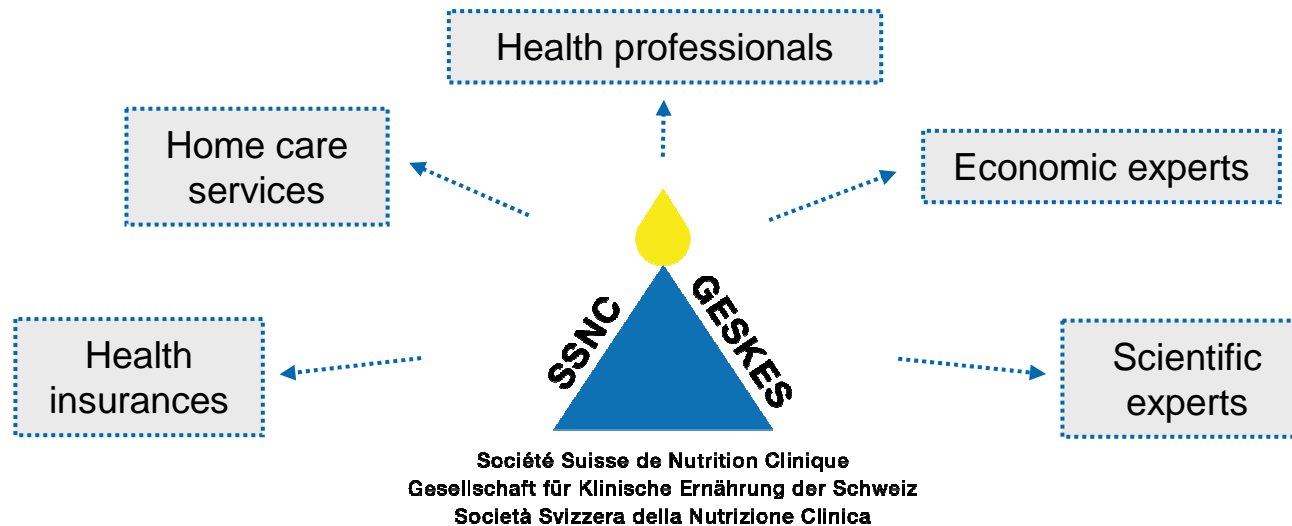 Health professionals
Home care
services
Economic experts
Health
insurances
SSNC
GESKES
Scientific
experts
Société Suisse de Nutrition Clinique
Gesellschaft für Klinische Ernährung der Schweiz
Società Svizzera della Nutrizione Clinica